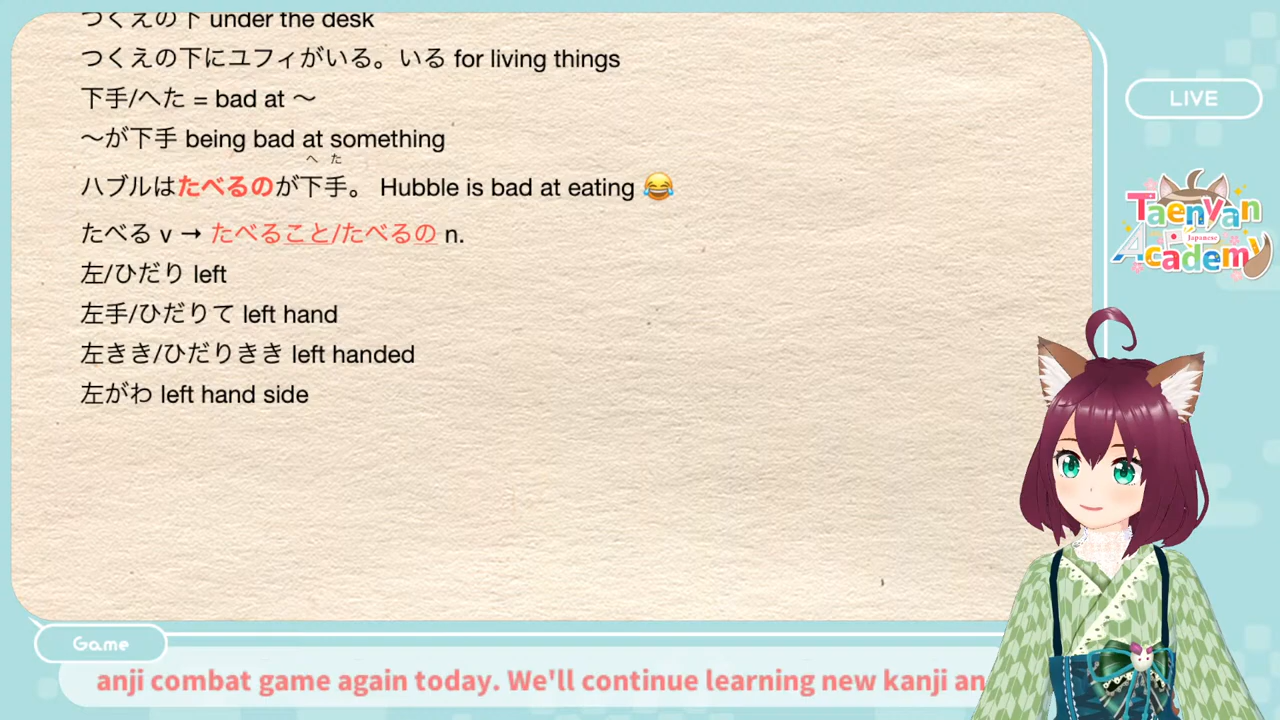 つくえの下 under the desk
つくえの下にユフィがいる。いる for living things
下手/へた = bad at 〜
〜が下手 being bad at something
へ た
ハブルはたべるのが下手。 Hubble is bad at eating 😂
たべる v → たべること/たべるの n.
左/ひだり left
左手/ひだりて left hand
左きき/ひだりきき left handed
左がわ left hand side
LIVE
Taenyan
Japanese
Academy
Game
anji combat game again today. We'll continue learning new kanji an